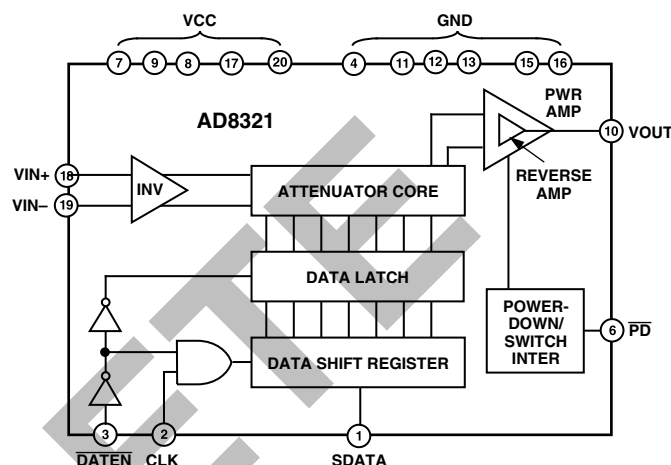 VCC
GND
7 9 8 17 20 4 11 12 13 15 16
AD8321
PWR
AMP
10 VOUT
REVERSE
AMP
VIN+ 18
VIN– 19
INV
ATTENUATOR CORE
DATA LATCH
DATA SHIFT REGISTER
POWER-
DOWN/
SWITCH
INTER
6 PD
3 2 1
DATEN CLK SDATA
ETE